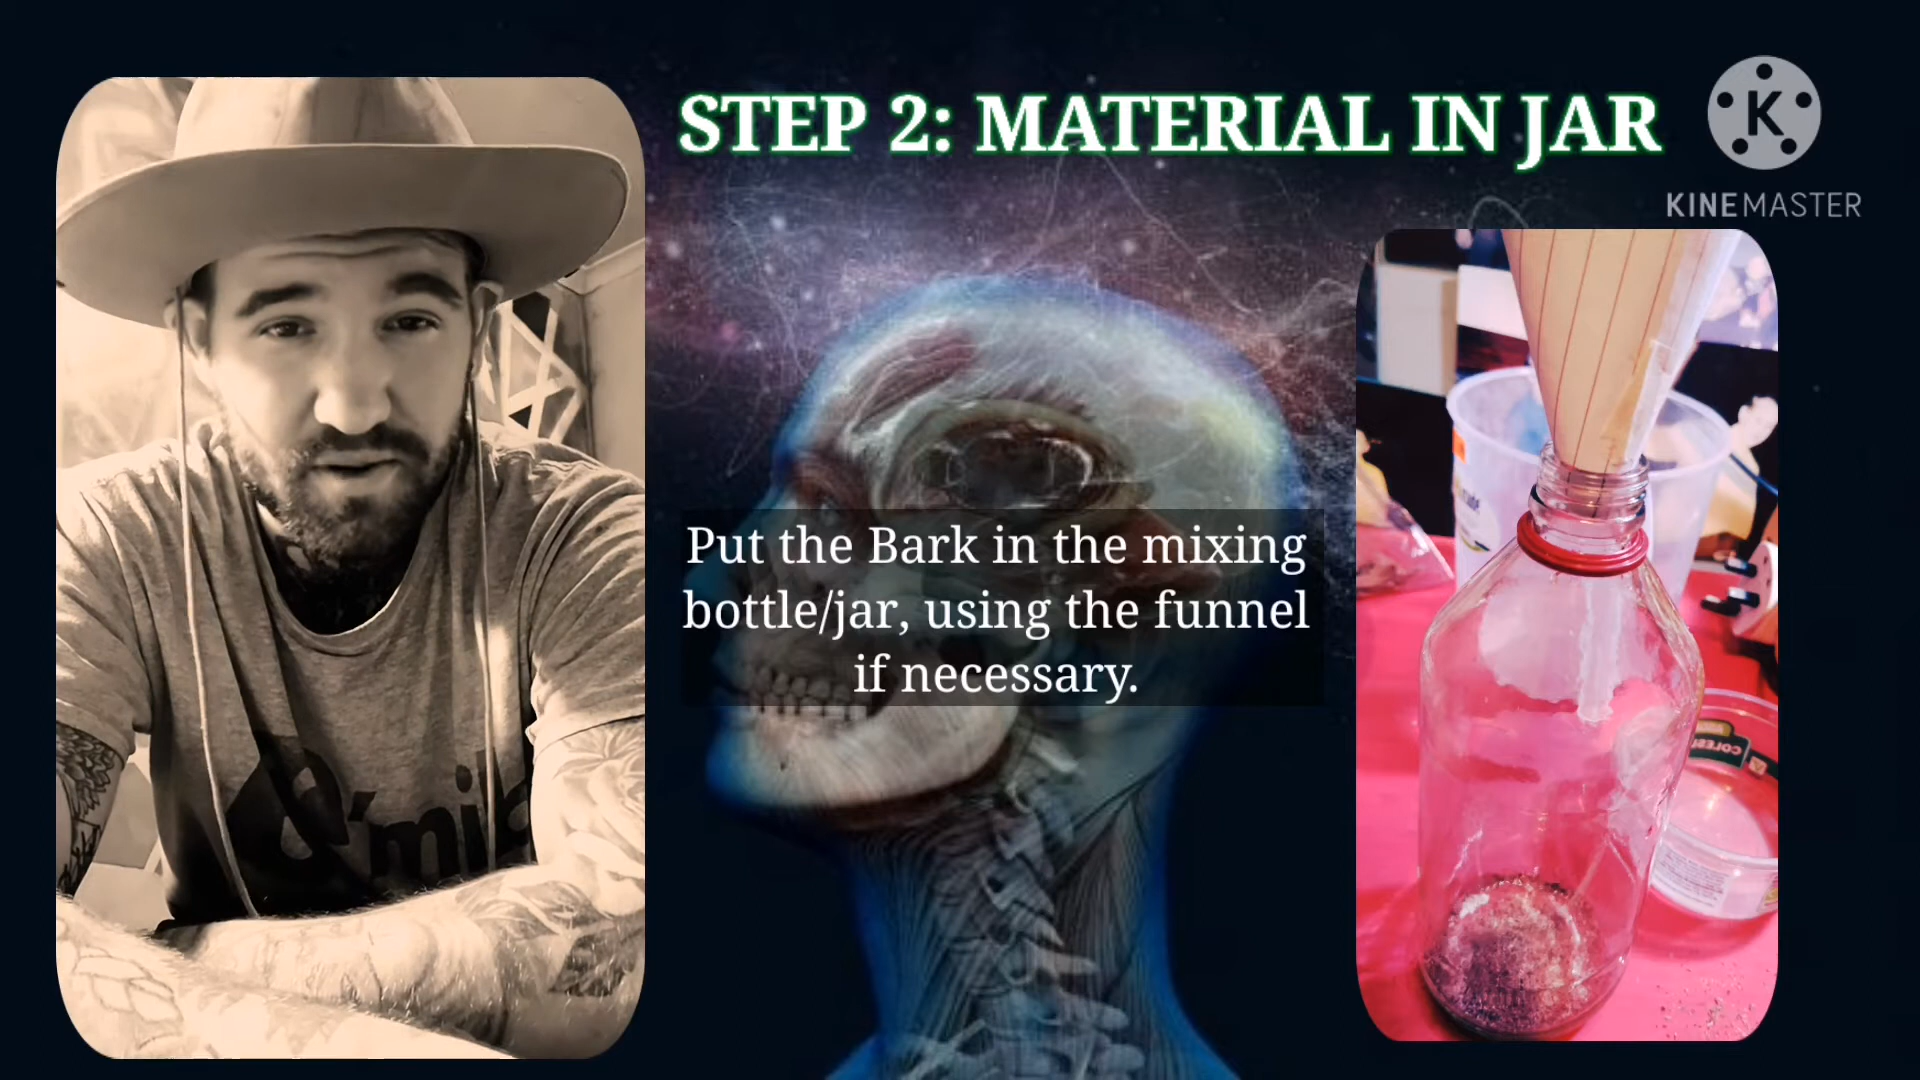 STEP 2: MATERIAL IN JAR
K
KINEMASTER
Put the Bark in the mixing
bottle/jar, using the funnel
if necessary.
COLES